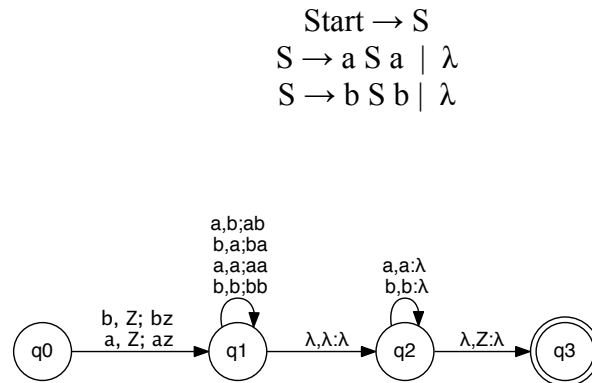 Start → S
S → a S a | λ
S → b S b | λ
a,b;ab
b,a;ba
a,a;aa
b,b;bb
a,a:λ
b,b:λ
b, Z; bz
a, Z; az
λ,λ:λ
λ,Z:λ
q0
q1
q2
q3